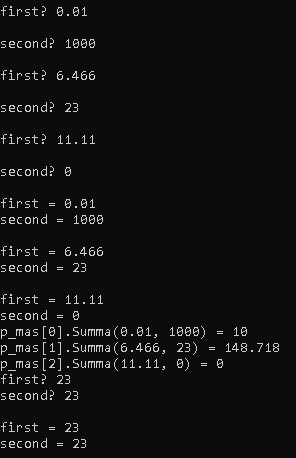 first? 0.01
second? 1000
first? 6.466
second? 23
first? 11.11
second? 0
first = 0.01
second = 1000
first = 6.466
second = 23
first = 11.11
second = 0
p_mas[0].Summa(0.01, 1000) = 10
p_mas[1].Summa(6.466, 23) = 148.718
p_mas[2].Summa(11.11, 0) = 0
first? 23
second? 23
first = 23
second = 23